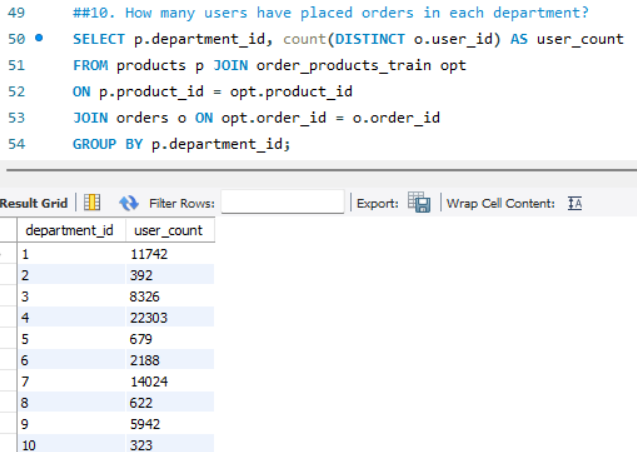 49 ##10. How many users have placed orders in each department?
50 SELECT p.department_id, count(DISTINCT o.user_id) AS user_count
51 FROM products p JOIN order_products_train opt
52 ON p.product_id = opt.product_id
53 JOIN orders o ON opt.order_id = o.order_id
54 GROUP BY p.department_id;
Result Grid Filter Rows: Export: Wrap Cell Content: IA
department_id user_count
1 11742
2 392
3 8326
4 22303
5 679
6 2188
7 14024
8 622
9 5942
10 323